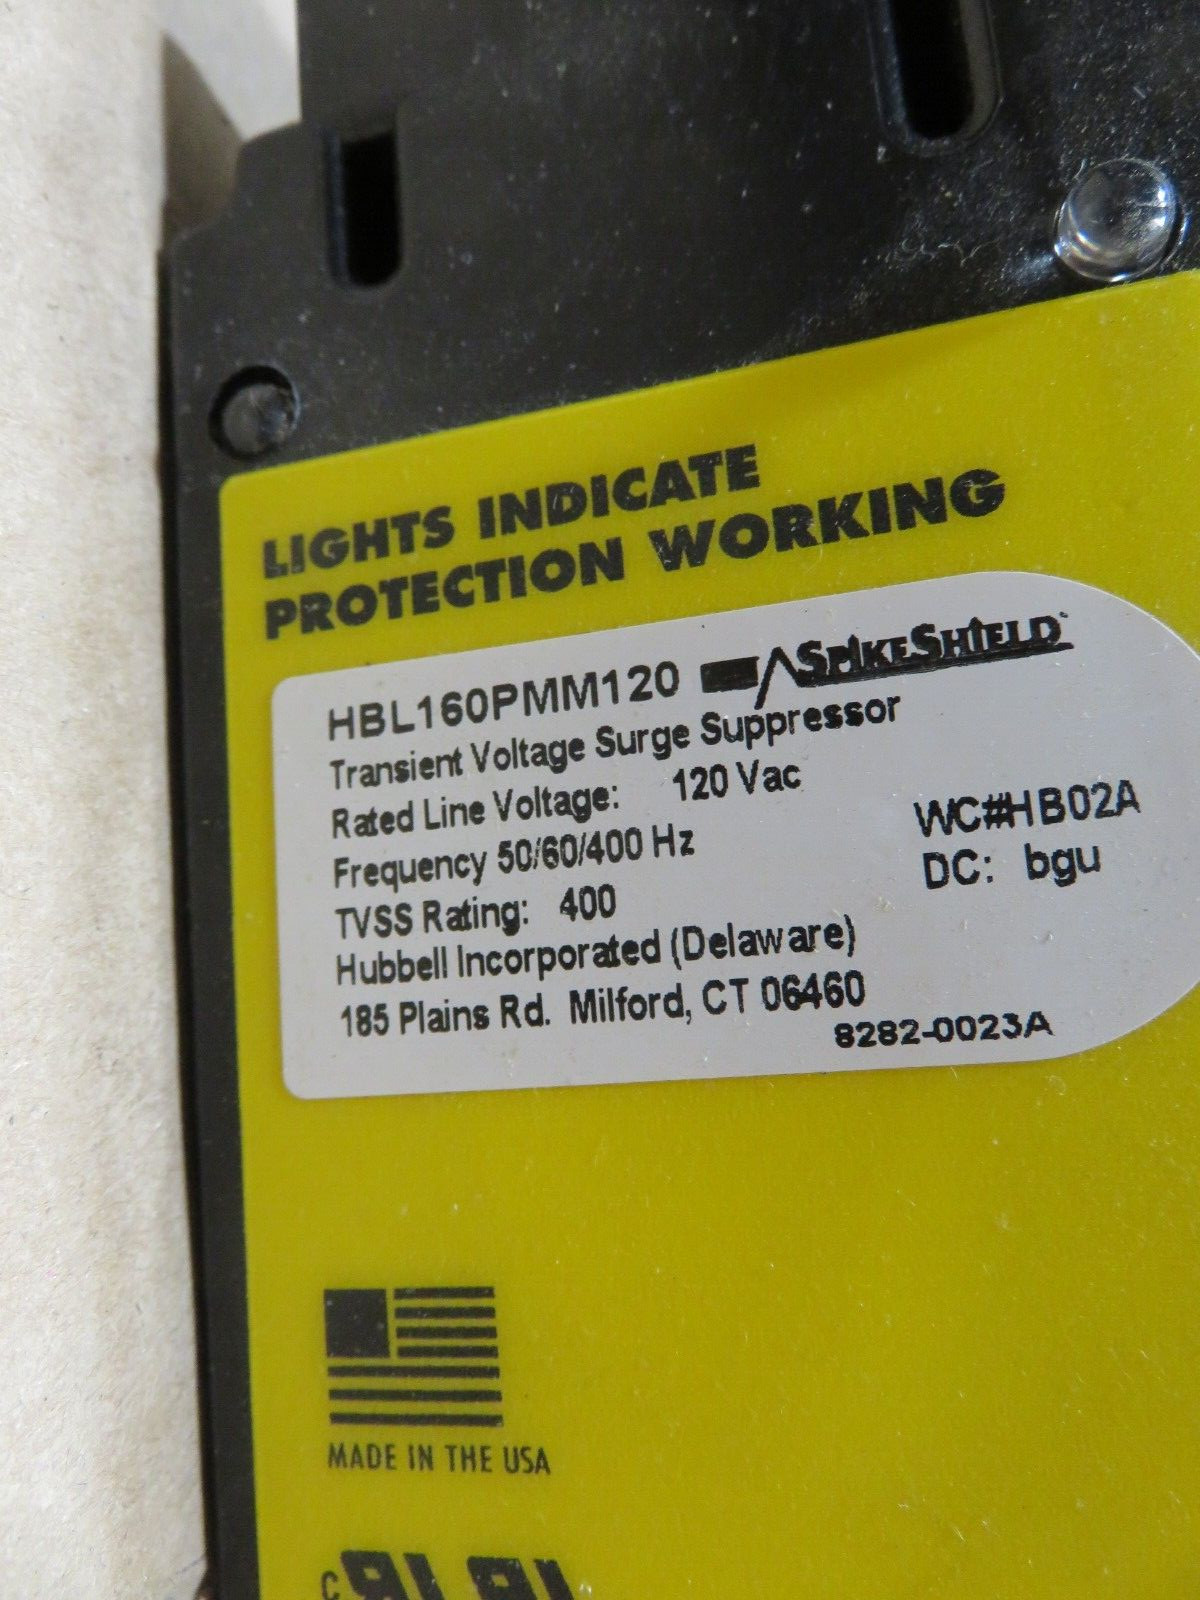 LIGHTS INDICATE
PROTECTION WORKING
HBL160PMM120 SPIKESHIELD
Transient Voltage Surge Suppressor
Rated Line Voltage: 120 Vac
Frequency 50/60/400 Hz
WC#HB02A
TVSS Rating: 400
DC: bgu
Hubbell Incorporated (Delaware)
185 Plains Rd. Milford, CT 06460
8282-0023A
MADE IN THE USA